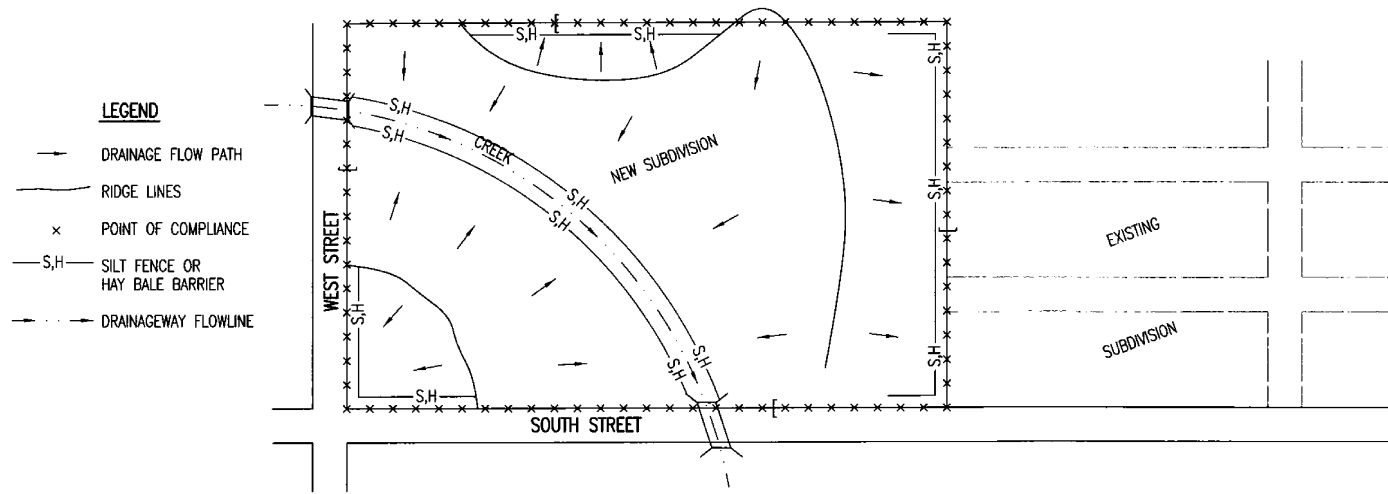 LEGEND
DRAINAGE FLOW PATH
RIDGE LINES
POINT OF COMPLIANCE
S,H SILT FENCE OR
HAY BALE BARRIER
DRAINAGEWAY FLOWLINE
S,H
S,H
S,H
S,H
S,H
CREEK
NEW SUBDIVISION
S,H
S,H
S,H
WEST STREET
EXISTING
S,H
SUBDIVISION
S,H
S,H
S,H
S,H
SOUTH STREET